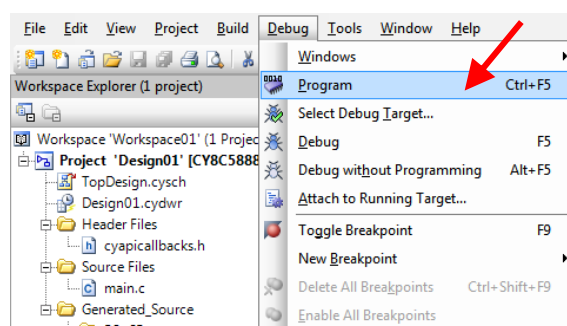 File Edit View Project Build Debug Tools Window Help
Windows
Workspace Explorer (1 project)
Program Ctrl+F5
Select Debug Target...
Workspace 'Workspace01' (1 Projec
Debug F5
Project 'Design01' [CY8C5888
Debug without Programming Alt+F5
TopDesign.cysch
Attach to Running Target...
Design01.cydwr
Header Files
Toggle Breakpoint F9
cyapicallbacks.h
New Breakpoint
Source Files
Delete All Breakpoints Ctrl+Shift+F9
main.c
Enable All Breakpoints
Generated_Source